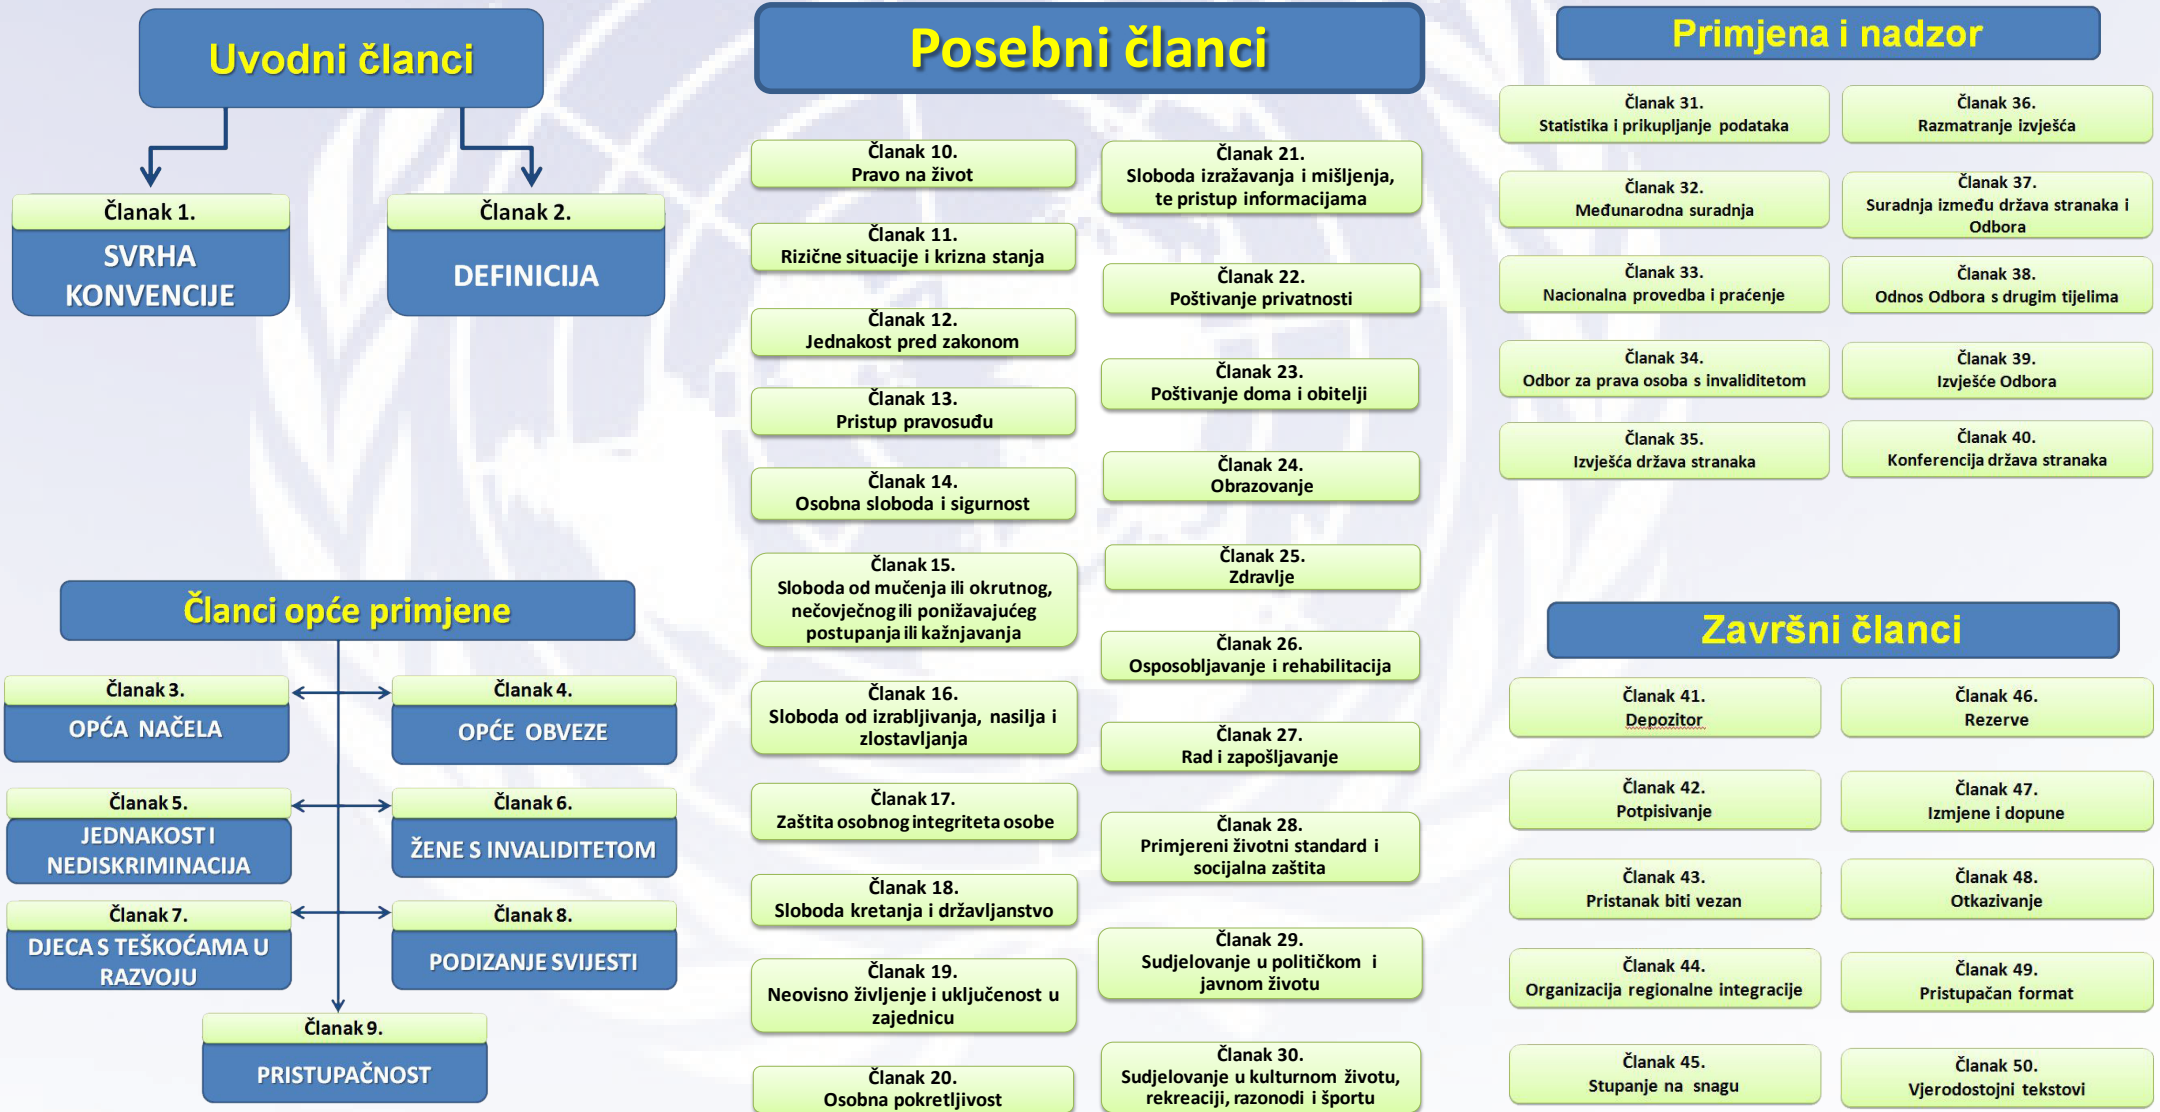 Uvodni članci
Članak 1.
SVRHA
KONVENCIJE
Članak 2.
DEFINICIJA
Članci opće primjene
Članak 3.
OPĆA NAČELA
Članak 4.
OPĆE OBVEZE
Članak 5.
JEDNAKOST I
NEDISKRIMINACIJA
Članak 6.
ŽENE S INVALIDITETOM
Članak 7.
DJECA S TEŠKOĆAMA U
RAZVOJU
Članak 8.
PODIZANJE SVIJESTI
Članak 9.
PRISTUPAČNOST
Posebni članci
Članak 10.
Pravo na život
Članak 11.
Rizične situacije i krizna stanja
Članak 12.
Jednakost pred zakonom
Članak 13.
Pristup pravosuđu
Članak 14.
Osobna sloboda i sigurnost
Članak 15.
Sloboda od mučenja ili okrutnog,
nečovječnog ili ponižavajućeg
postupanja ili kažnjavanja
Članak 16.
Sloboda od izrabljivanja, nasilja i
zlostavljanja
Članak 17.
Zaštita osobnog integriteta osobe
Članak 18.
Sloboda kretanja i državljanstvo
Članak 19.
Neovisno življenje i uključenost u
zajednicu
Članak 20.
Osobna pokretljivost
Članak 21.
Sloboda izražavanja i mišljenja,
te pristup informacijama
Članak 22.
Poštivanje privatnosti
Članak 23.
Poštivanje doma i obitelji
Članak 24.
Obrazovanje
Članak 25.
Zdravlje
Članak 26.
Osposobljavanje i rehabilitacija
Članak 27.
Rad i zapošljavanje
Članak 28.
Primjereni životni standard i
socijalna zaštita
Članak 29.
Sudjelovanje u političkom i
javnom životu
Članak 30.
Sudjelovanje u kulturnom životu,
rekreaciji, razonodi i športu
Primjena i nadzor
Članak 31.
Statistika i prikupljanje podataka
Članak 32.
Međunarodna suradnja
Članak 33.
Nacionalna provedba i praćenje
Članak 34.
Odbor za prava osoba s invaliditetom
Članak 35.
Izvješća država stranaka
Članak 36.
Razmatranje izvješća
Članak 37.
Suradnja između država stranaka i
Odbora
Članak 38.
Odnos Odbora s drugim tijelima
Članak 39.
Izvješće Odbora
Članak 40.
Konferencija država stranaka
Završni članci
Članak 41.
Depozitor
Članak 42.
Potpisivanje
Članak 43.
Pristanak biti vezan
Članak 44.
Organizacija regionalne integracije
Članak 45.
Stupanje na snagu
Članak 46.
Rezerve
Članak 47.
Izmjene i dopune
Članak 48.
Otkazivanje
Članak 49.
Pristupačan format
Članak 50.
Vjerodostojni tekstovi